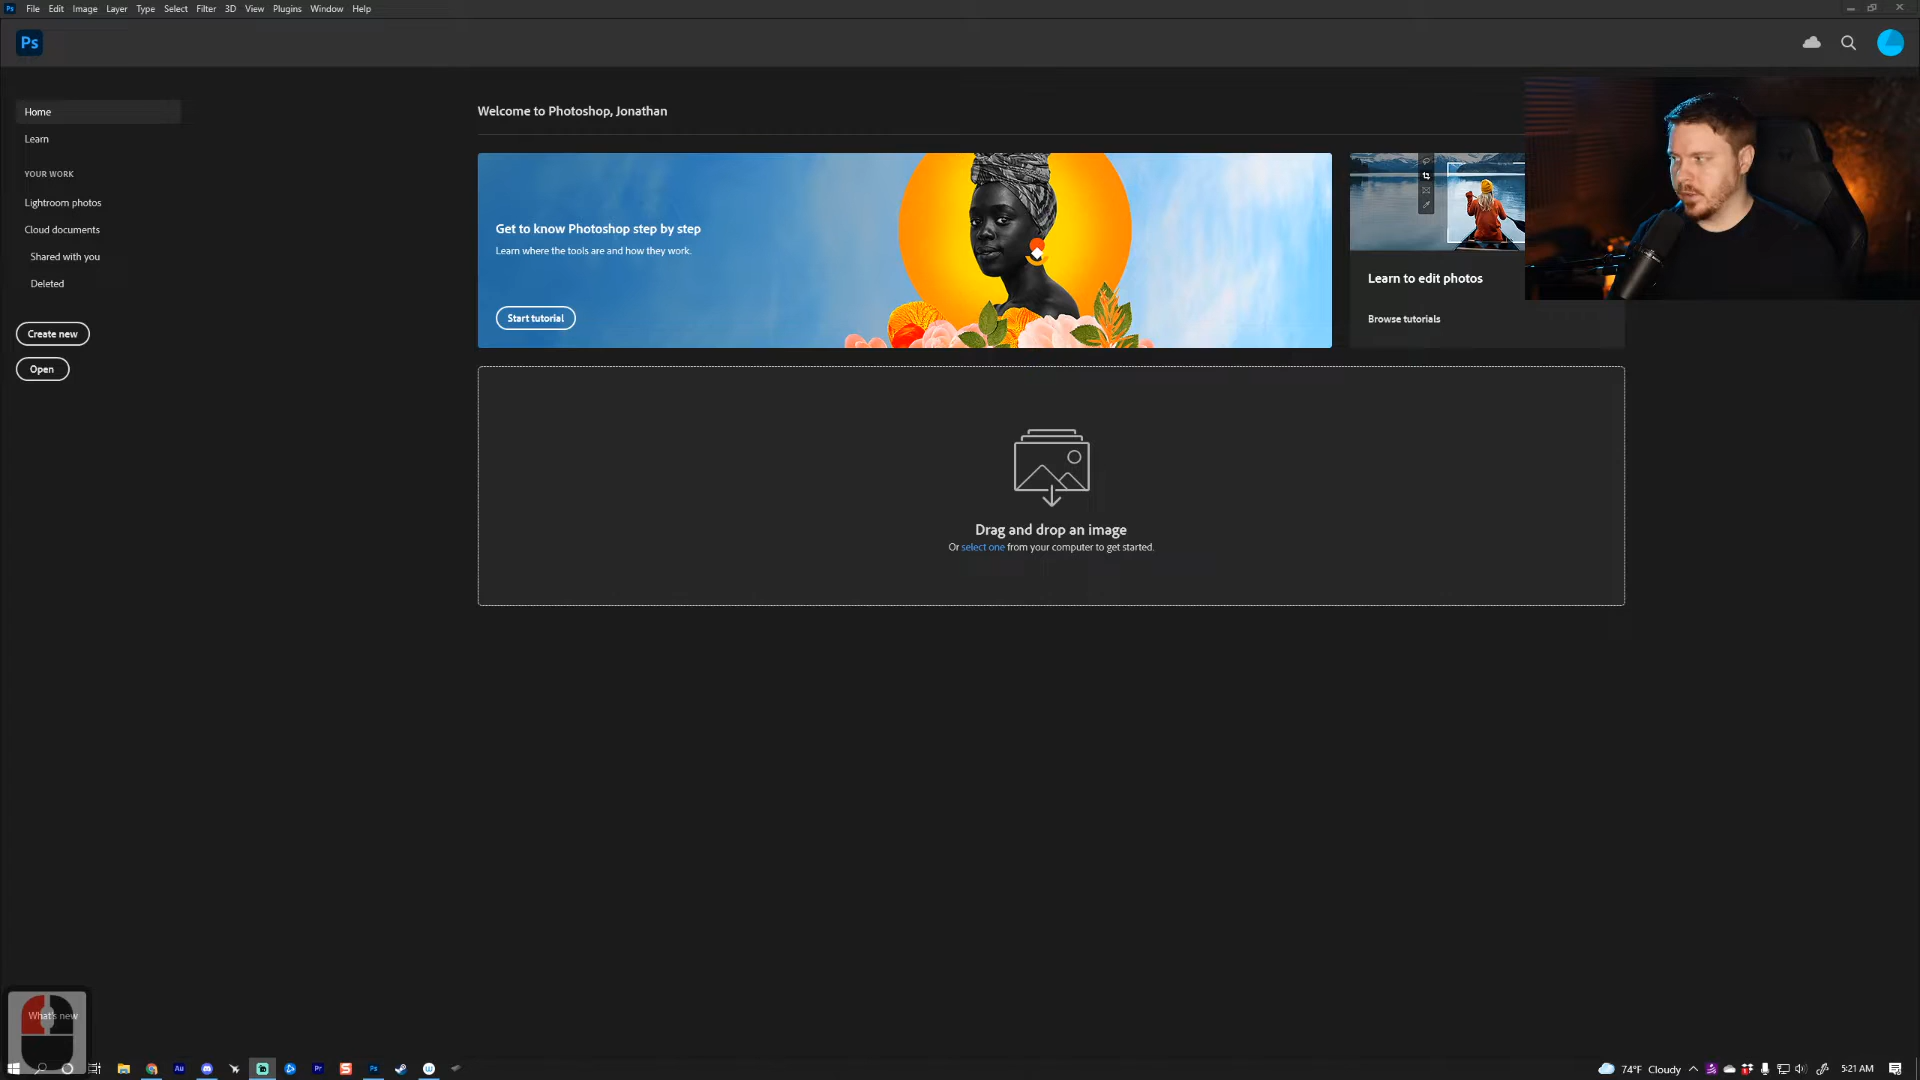 Ps File Edit Image Layer Type Select Filter 3D View Plugins Window Help
Ps
Home
Learn
YOUR WORK
Lightroom photos
Cloud documents
Shared with you
Deleted
Create new
Open
Welcome to Photoshop, Jonathan
Get to know Photoshop step by step
Learn where the tools are and how they work.
Start tutorial
Learn to edit photos
Browse tutorials
Drag and drop an image
Or select one from your computer to get started.
What's new
Au Pr S Ps W
74°F Cloudy 5:21 AM